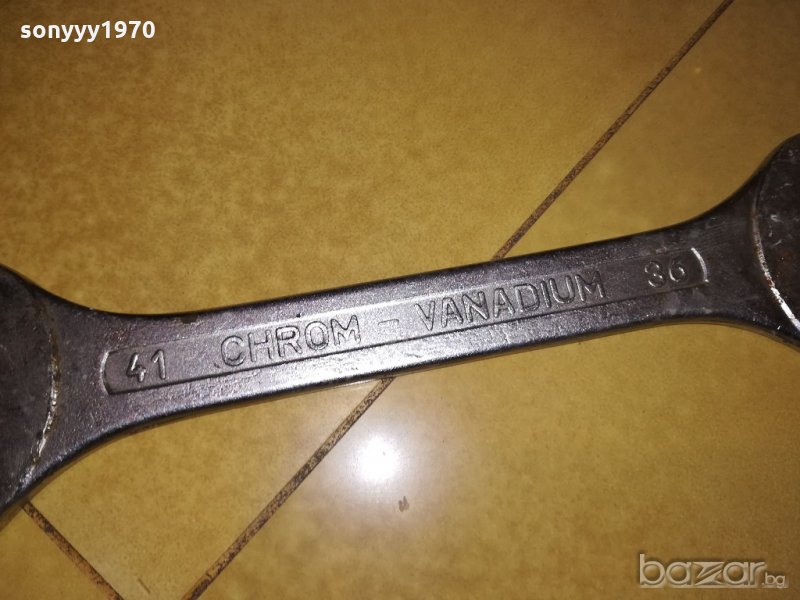 sonyyy1970
41 CHROM - VANADIUM 36
bazar.bg